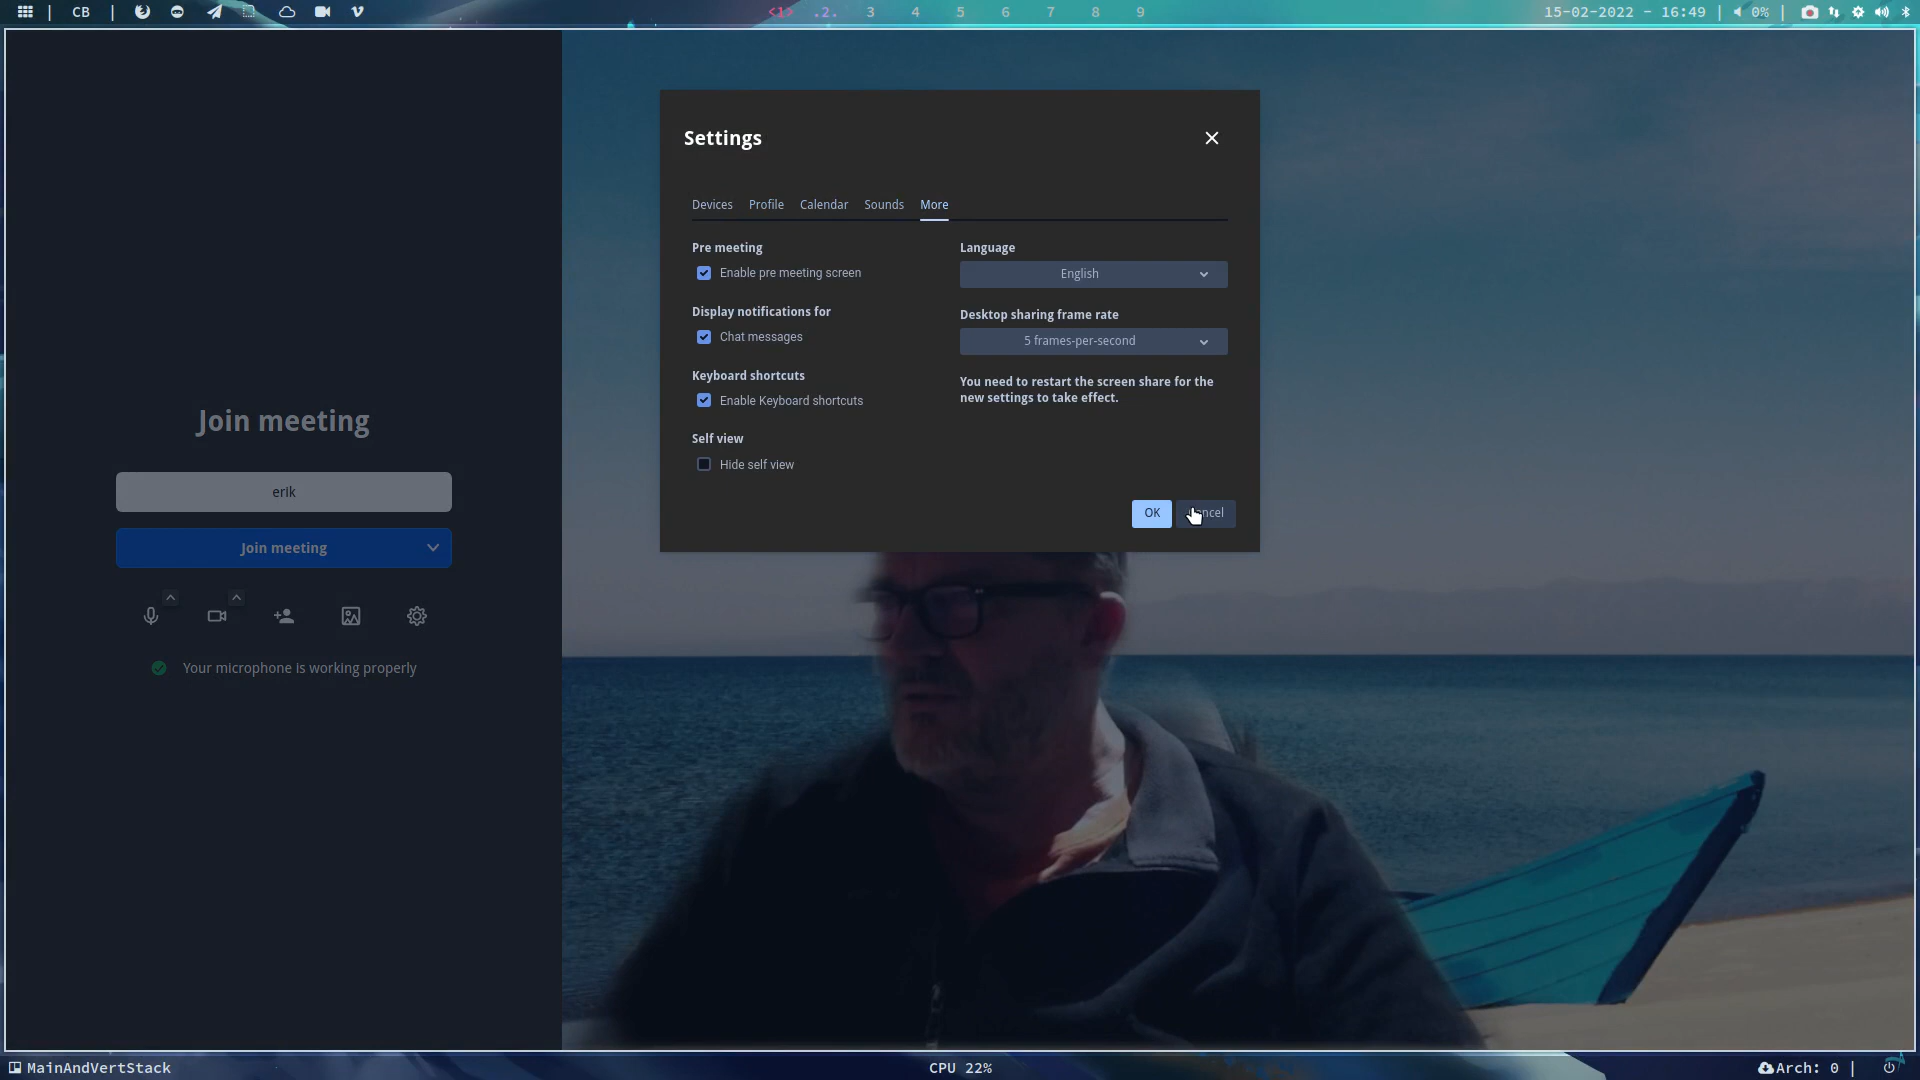 CB
<1> .2. 3 4 5 6 7 8 9
15-02-2022 - 16:49 | 0% |
Settings
Devices Profile Calendar Sounds More
Pre meeting
Enable pre meeting screen
Display notifications for
Chat messages
Keyboard shortcuts
Enable Keyboard shortcuts
Self view
Hide self view
Language
English
Desktop sharing frame rate
5 frames-per-second
You need to restart the screen share for the
new settings to take effect.
OK
Join meeting
erik
Join meeting
Your microphone is working properly
MainAndVertStack
CPU 22%
Arch: 0 |